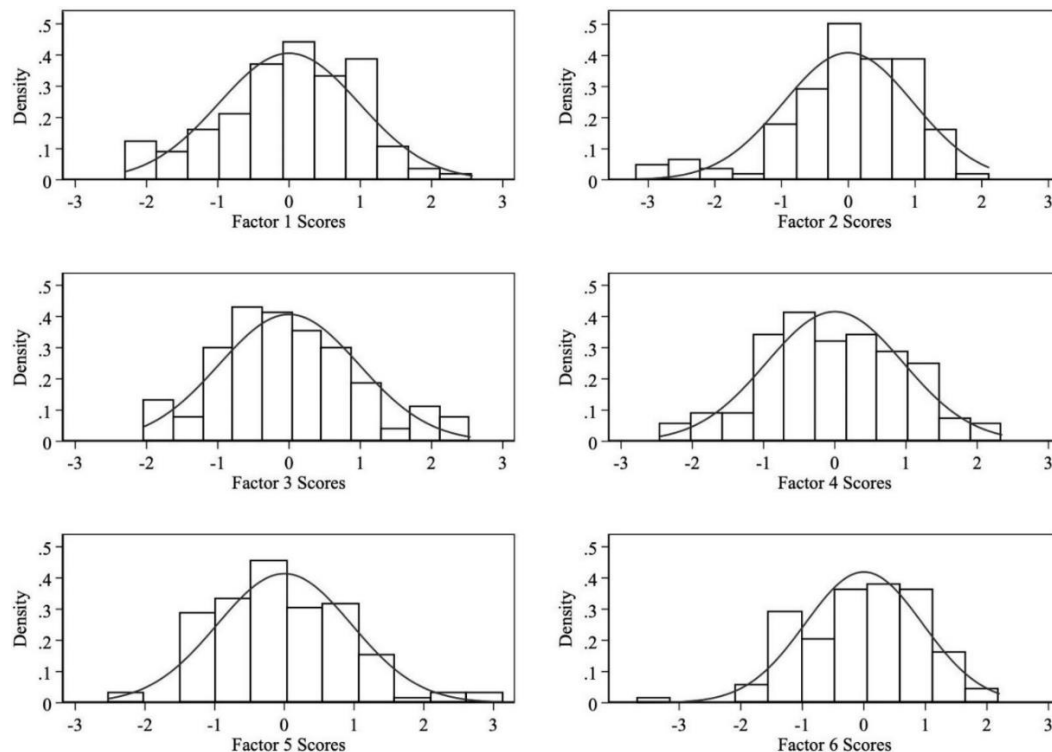 .5
.4
.3
.2
.1
0
Density
-3 -2 -1 0 1 2 3
Factor 1 Scores
.5
.4
.3
.2
.1
0
Density
-3 -2 -1 0 1 2 3
Factor 2 Scores
.5
.4
.3
.2
.1
0
Density
-3 -2 -1 0 1 2 3
Factor 3 Scores
.5
.4
.3
.2
.1
0
Density
-3 -2 -1 0 1 2 3
Factor 4 Scores
.5
.4
.3
.2
.1
0
Density
-3 -2 -1 0 1 2 3
Factor 5 Scores
.5
.4
.3
.2
.1
0
Density
-3 -2 -1 0 1 2 3
Factor 6 Scores